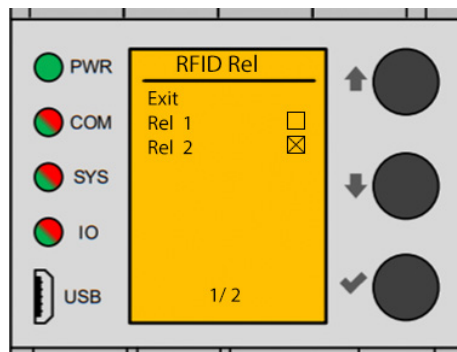 PWR
COM
SYS
IO
USB
RFID Rel
Exit
Rel 1
Rel 2
1/2